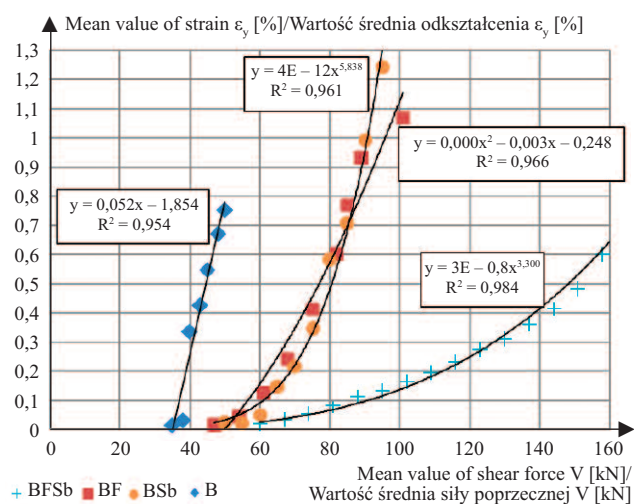 Mean value of strain εy [%]/Wartość średnia odkształcenia εy [%]
1,3
1,2
1,1
1
0,9
0,8
0,7
0,6
0,5
0,4
0,3
0,2
0,1
0
y = 4E – 12x^5,838
R² = 0,961
y = 0,000x² – 0,003x – 0,248
R² = 0,966
y = 0,052x – 1,854
R² = 0,954
y = 3E – 0,8x^3,300
R² = 0,984
0 20 40 60 80 100 120 140 160
Mean value of shear force V [kN]/
Wartość średnia siły poprzecznej V [kN]
BFSb BF BSb B